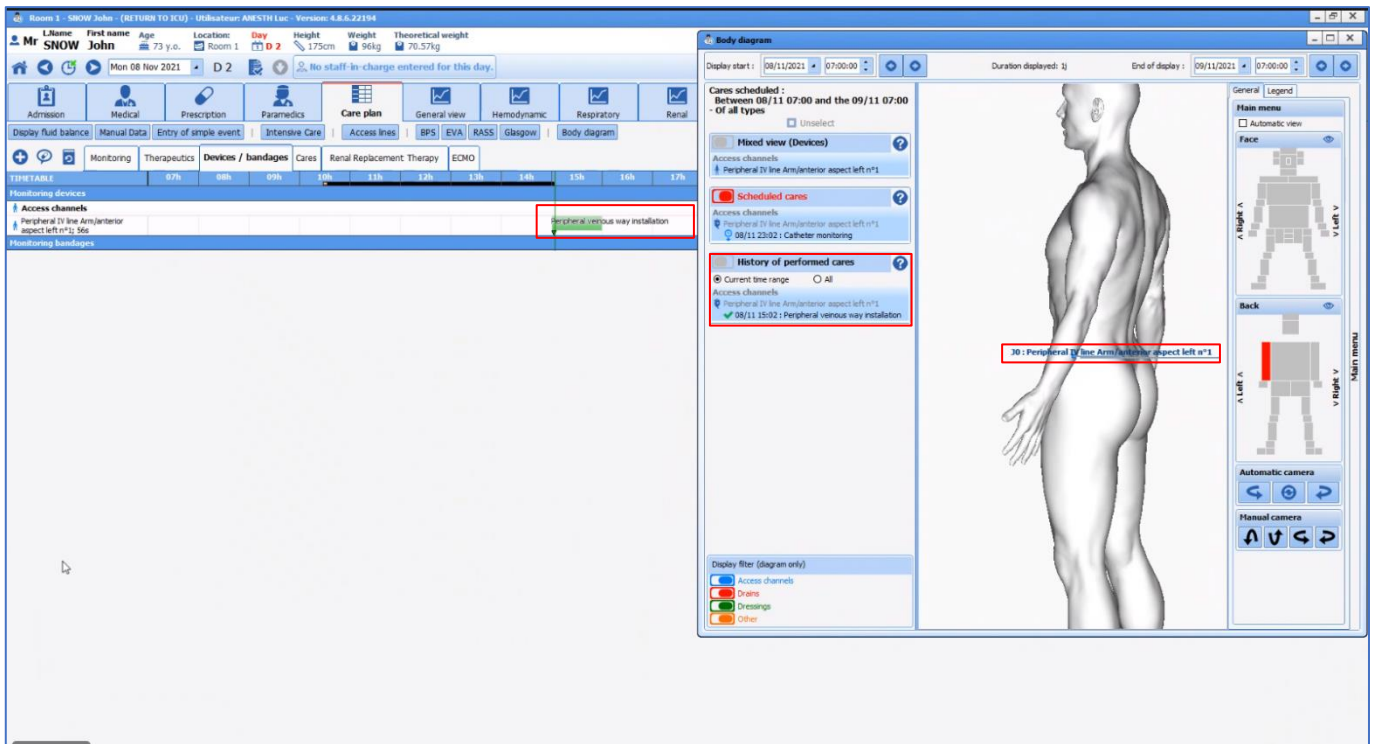 Room 1 - SNOW John - (RETURN TO ICU) - Utilisateur: ANESTH Luc - Version: 4.8.6.22194
L.Name First name Age Location: Day Height Weight Theoretical weight
Mr SNOW John 73 y.o. Room 1 D 2 175cm 96kg 70.57kg
Mon 08 Nov 2021 D 2 No staff-in-charge entered for this day.
Admission Medical Prescription Paramedics Care plan General view Hemodynamic Respiratory Renal
Display fluid balance Manual Data Entry of smple event Intensive Care Access lines BPS EVA RASS Glasgow Body diagram
Monitoring Therapeutics Devices / bandages Cares Renal Replacement Therapy ECMO
TIMETABLE 07h 08h 09h 10h 11h 12h 13h 14h 15h 16h 17h
Monitoring devices
Access channels
Peripheral IV line Arm/anterior
aspect left n°1; 56s
Peripheral veinous way installation
Monitoring bandages
Body diagram
Display start : 08/11/2021 07:00:00 Duration displayed: 1j End of display : 09/11/2021 07:00:00
Cares scheduled :
Between 08/11 07:00 and the 09/11 07:00
- Of all types
Unselect
Mixed view (Devices)
Access channels
Peripheral IV line Arm/anterior aspect left n°1
Scheduled cares
Access channels
Peripheral IV line Arm/anterior aspect left n°1
08/11 23:02 : Catheter monitoring
History of performed cares
Current time range All
Access channels
Peripheral IV line Arm/anterior aspect left n°1
08/11 15:02 : Peripheral veinous way installation
Display filter (diagram only)
Access channels
Drains
Dressings
Other
J0 : Peripheral IV line Arm/anterior aspect left n°1
General Legend
Main menu
Automatic view
Face
< Right >
< Left >
Back
< Left >
< Right >
Automatic camera
Manual camera
Main menu